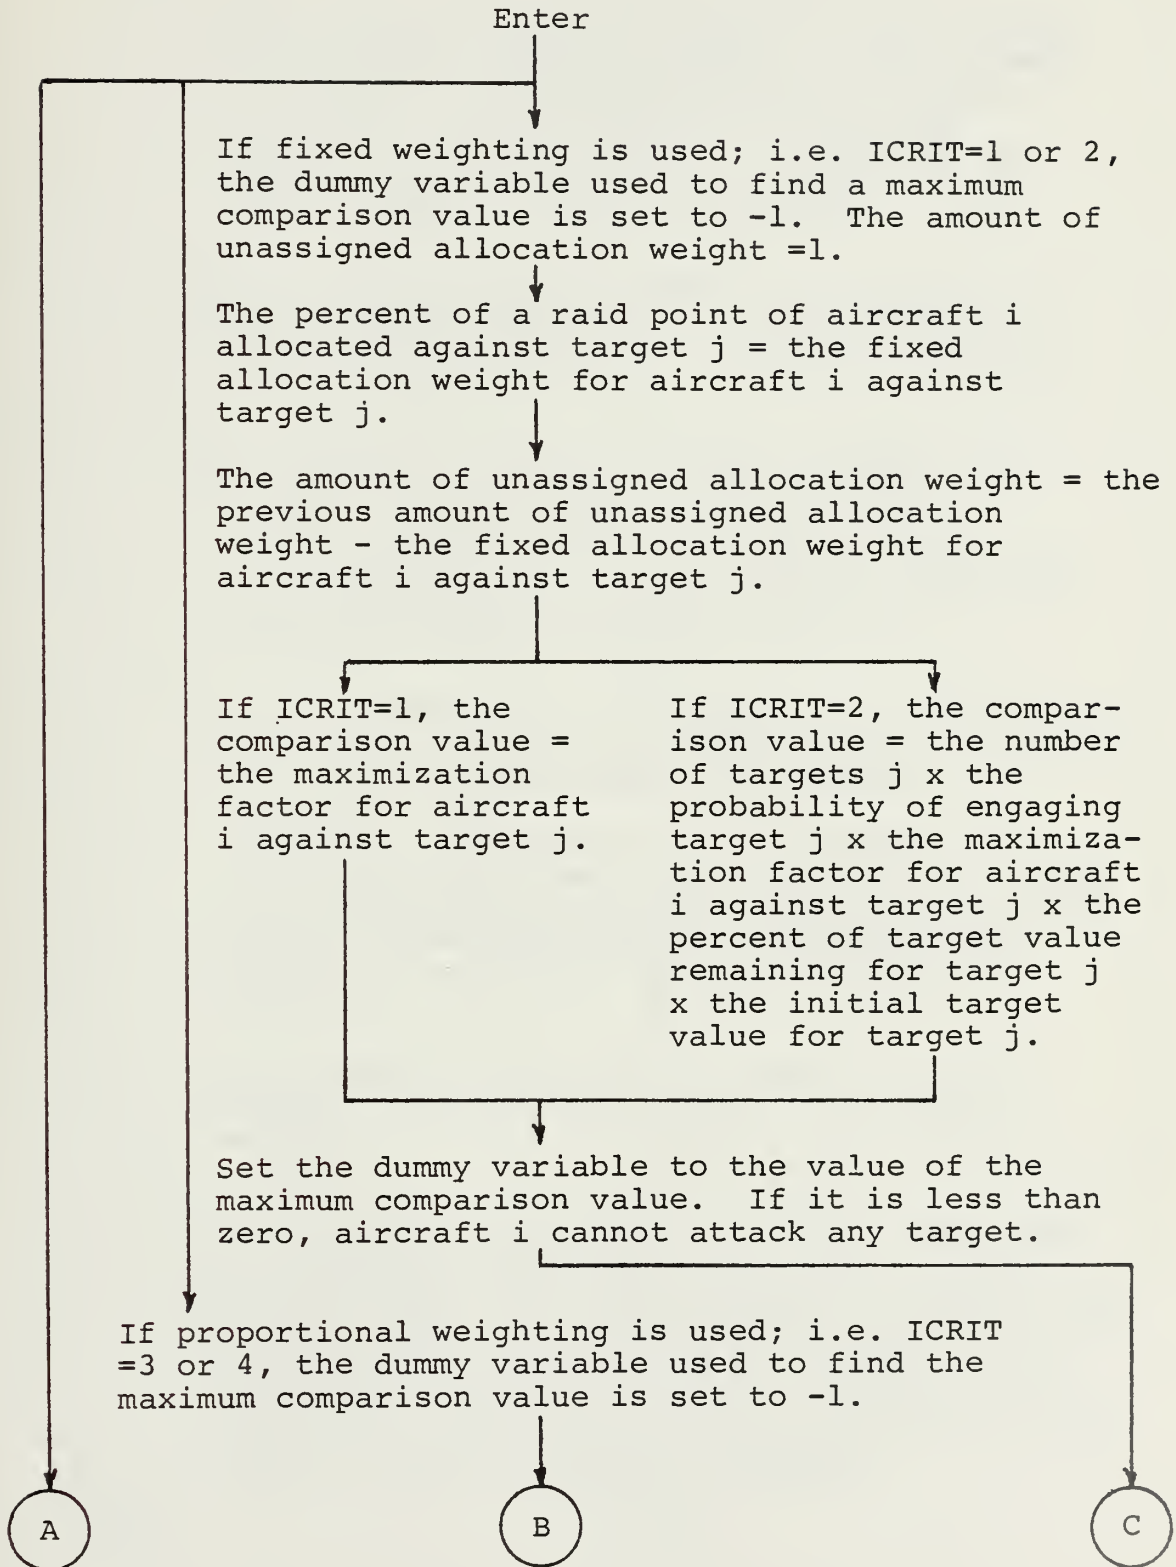 Enter
If fixed weighting is used; i.e. ICRIT=1 or 2,
the dummy variable used to find a maximum
comparison value is set to -1. The amount of
unassigned allocation weight =1.
The percent of a raid point of aircraft i
allocated against target j = the fixed
allocation weight for aircraft i against
target j.
The amount of unassigned allocation weight = the
previous amount of unassigned allocation
weight - the fixed allocation weight for
aircraft i against target j.
If ICRIT=1, the
comparison value =
the maximization
factor for aircraft
i against target j.
If ICRIT=2, the compar-
ison value = the number
of targets j x the
probability of engaging
target j x the maximiza-
tion factor for aircraft
i against target j x the
percent of target value
remaining for target j
x the initial target
value for target j.
Set the dummy variable to the value of the
maximum comparison value. If it is less than
zero, aircraft i cannot attack any target.
If proportional weighting is used; i.e. ICRIT
=3 or 4, the dummy variable used to find the
maximum comparison value is set to -1.
A
B
C